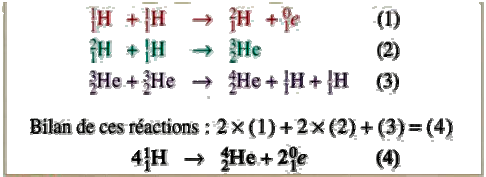 ¹₁H + ¹₁H → ²₁H + ⁰₁e (1)
²₁H + ¹₁H → ³₂He (2)
³₂He + ³₂He → ⁴₂He + ¹₁H + ¹₁H (3)
Bilan de ces réactions : 2 × (1) + 2 × (2) + (3) = (4)
4¹₁H → ⁴₂He + 2⁰₁e (4)